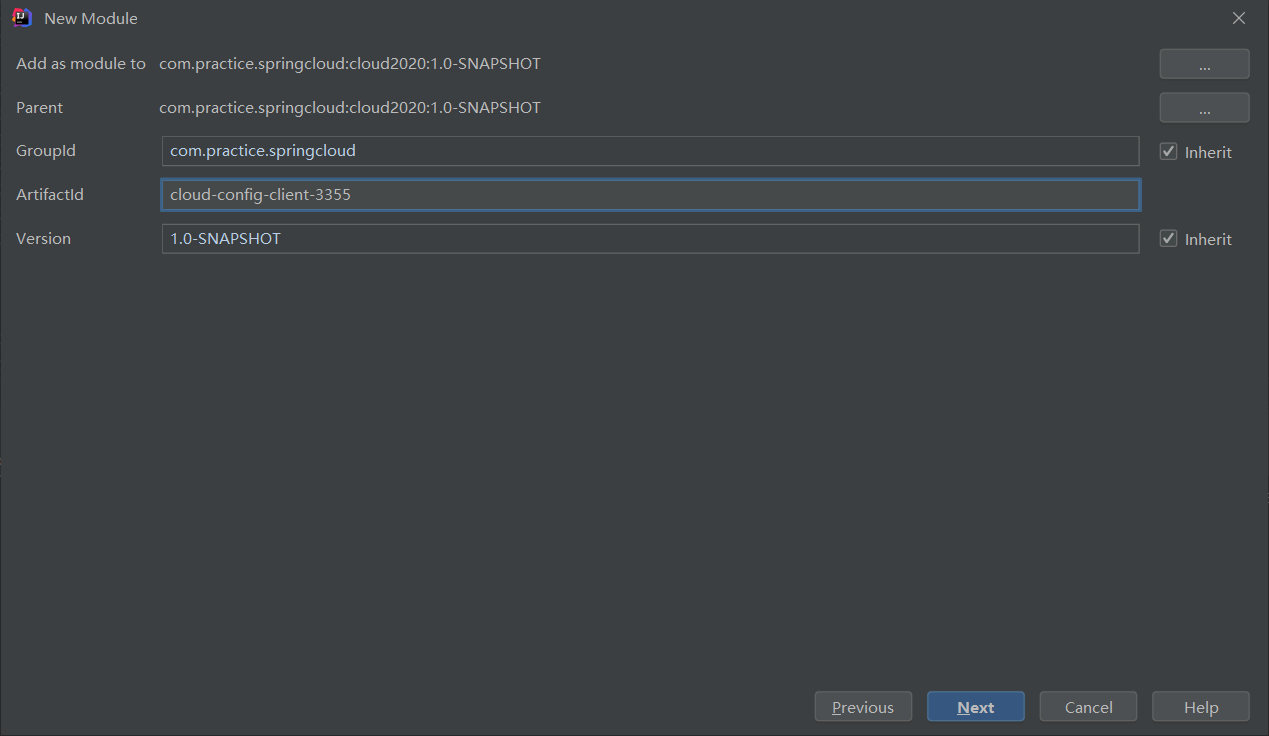 New Module
Add as module to com.practice.springcloud:cloud2020:1.0-SNAPSHOT ...
Parent com.practice.springcloud:cloud2020:1.0-SNAPSHOT ...
GroupId com.practice.springcloud Inherit
ArtifactId cloud-config-client-3355
Version 1.0-SNAPSHOT Inherit
Previous Next Cancel Help